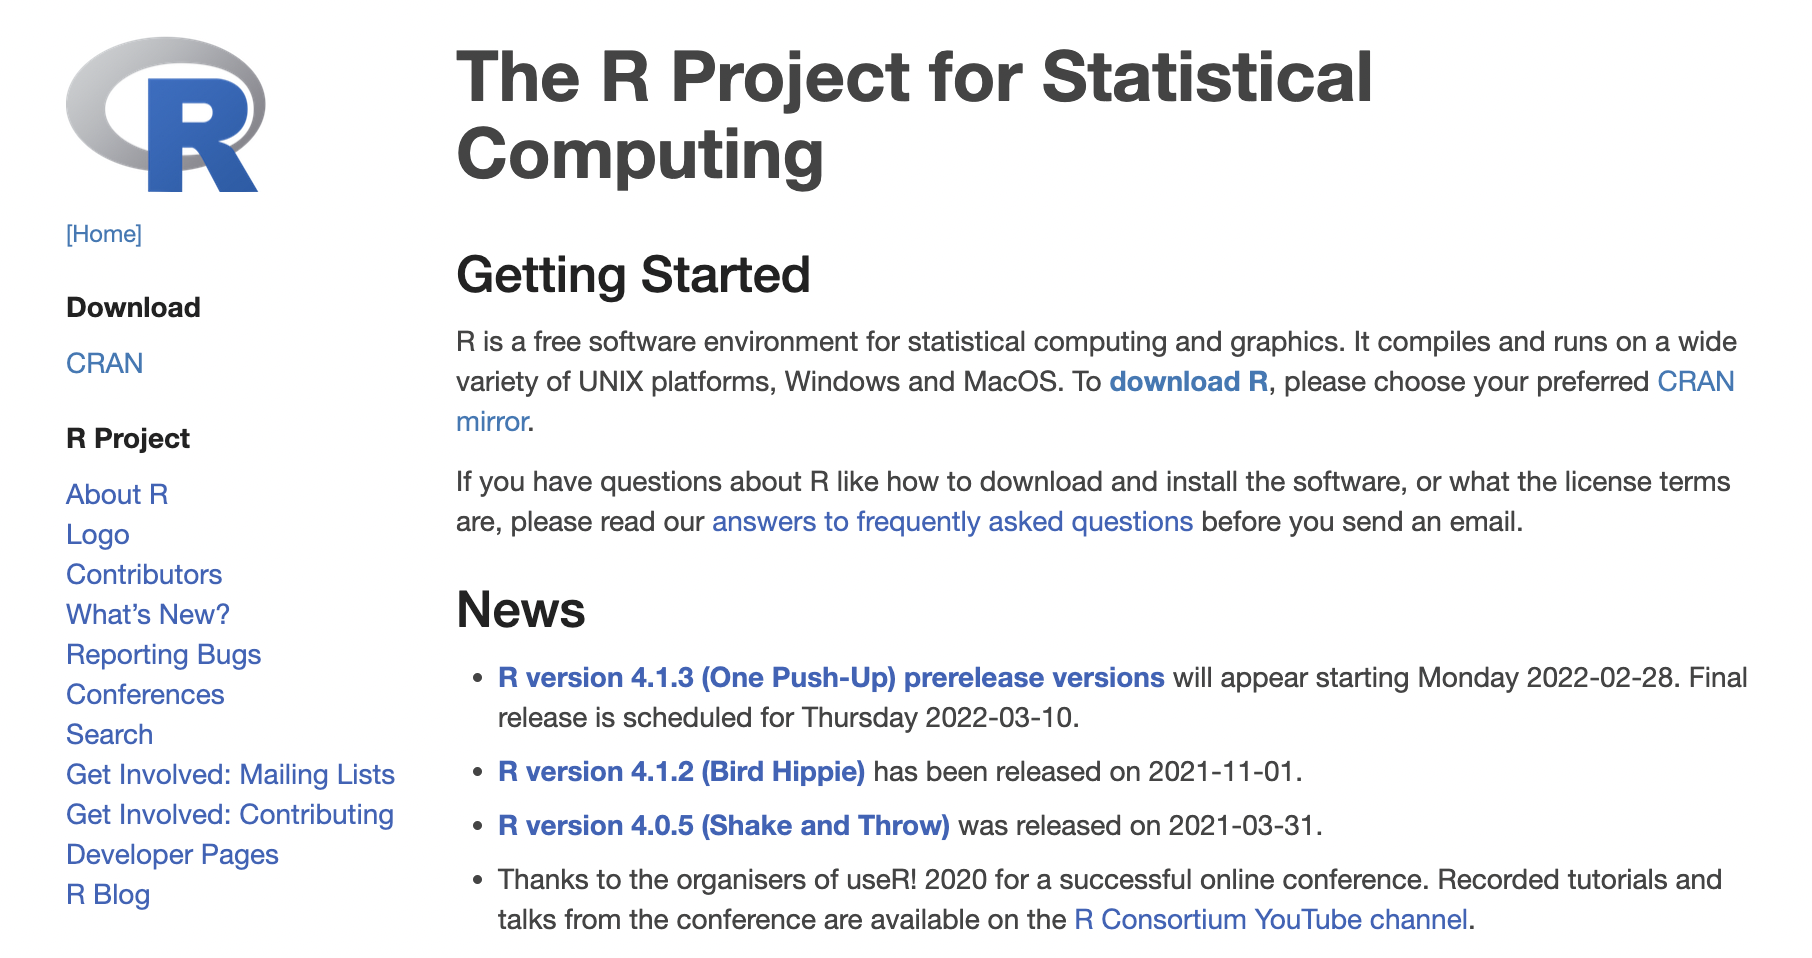 R
[Home]
Download
CRAN
R Project
About R
Logo
Contributors
What’s New?
Reporting Bugs
Conferences
Search
Get Involved: Mailing Lists
Get Involved: Contributing
Developer Pages
R Blog
The R Project for Statistical
Computing
Getting Started
R is a free software environment for statistical computing and graphics. It compiles and runs on a wide
variety of UNIX platforms, Windows and MacOS. To download R, please choose your preferred CRAN
mirror.
If you have questions about R like how to download and install the software, or what the license terms
are, please read our answers to frequently asked questions before you send an email.
News
• R version 4.1.3 (One Push-Up) prerelease versions will appear starting Monday 2022-02-28. Final
release is scheduled for Thursday 2022-03-10.
• R version 4.1.2 (Bird Hippie) has been released on 2021-11-01.
• R version 4.0.5 (Shake and Throw) was released on 2021-03-31.
• Thanks to the organisers of useR! 2020 for a successful online conference. Recorded tutorials and
talks from the conference are available on the R Consortium YouTube channel.